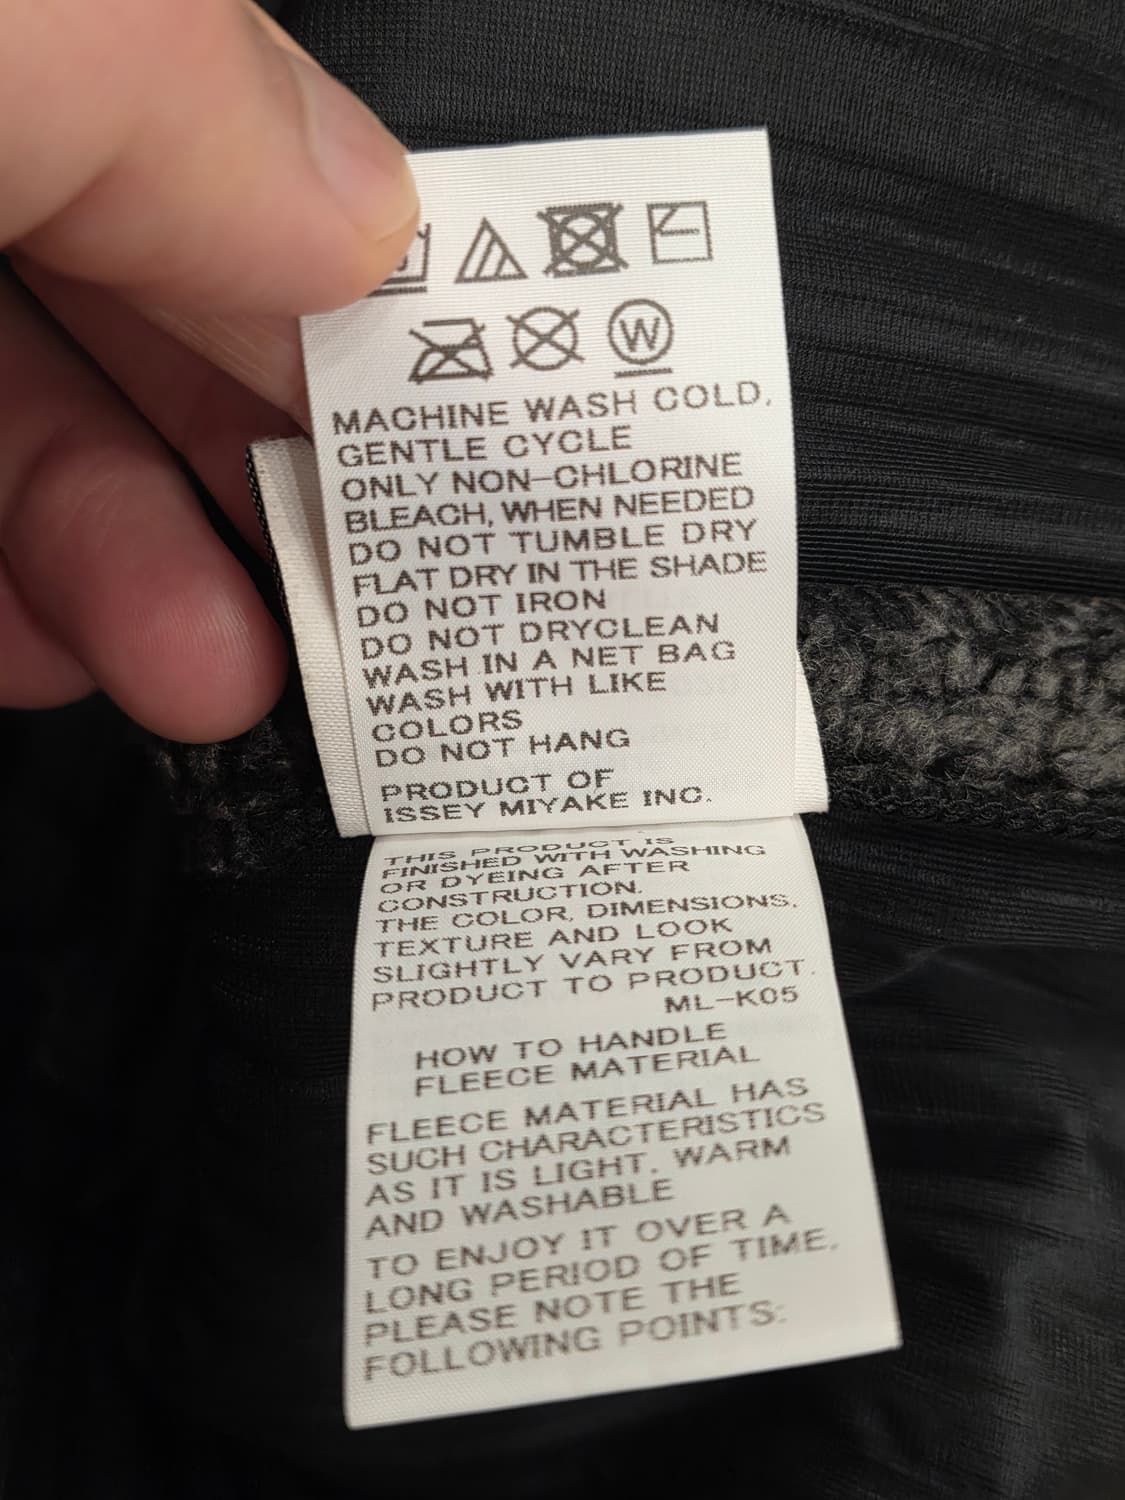 W
MACHINE WASH COLD,
GENTLE CYCLE
ONLY NON-CHLORINE
BLEACH, WHEN NEEDED
DO NOT TUMBLE DRY
FLAT DRY IN THE SHADE
DO NOT IRON
DO NOT DRYCLEAN
WASH IN A NET BAG
WASH WITH LIKE
COLORS
DO NOT HANG
PRODUCT OF
ISSEY MIYAKE INC.
THIS PRODUCT IS
FINISHED WITH WASHING
OR DYEING AFTER
CONSTRUCTION.
THE COLOR, DIMENSIONS,
TEXTURE AND LOOK
SLIGHTLY VARY FROM
PRODUCT TO PRODUCT.
ML-K05
HOW TO HANDLE
FLEECE MATERIAL
FLEECE MATERIAL HAS
SUCH CHARACTERISTICS
AS IT IS LIGHT, WARM
AND WASHABLE
TO ENJOY IT OVER A
LONG PERIOD OF TIME,
PLEASE NOTE THE
FOLLOWING POINTS: